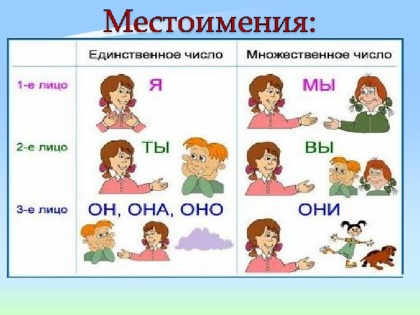 Местоимения:
Единственное число Множественное число
1-е лицо Я МЫ
2-е лицо ТЫ ВЫ
3-е лицо ОН, ОНА, ОНО ОНИ